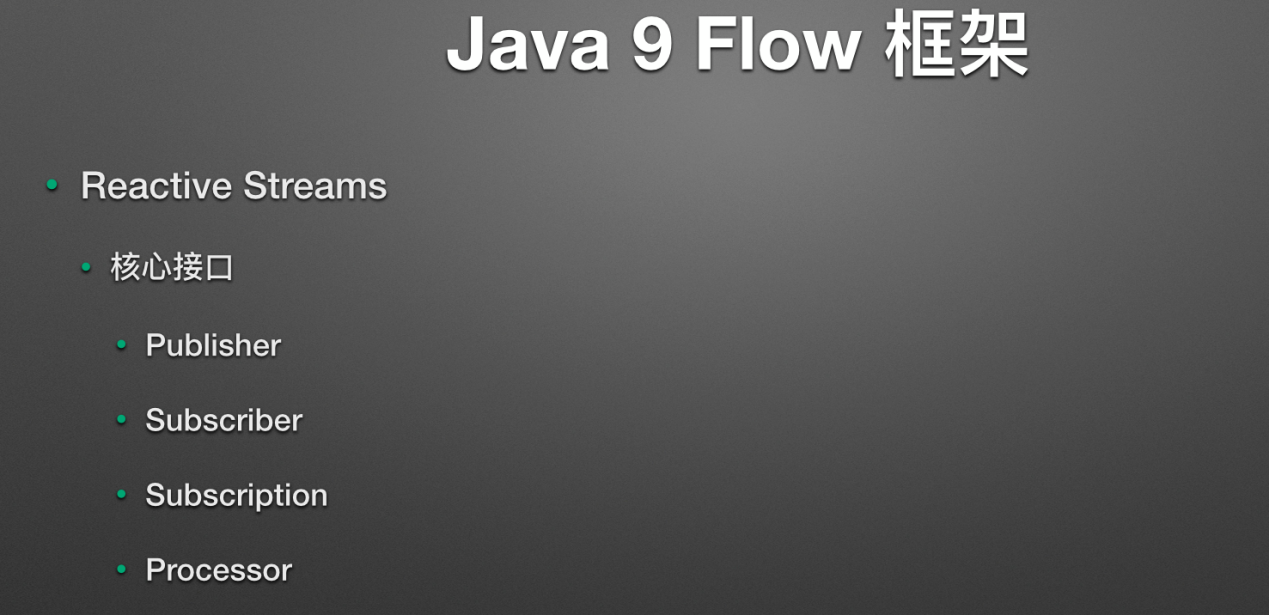 Java 9 Flow 框架
Reactive Streams
核心接口
Publisher
Subscriber
Subscription
Processor